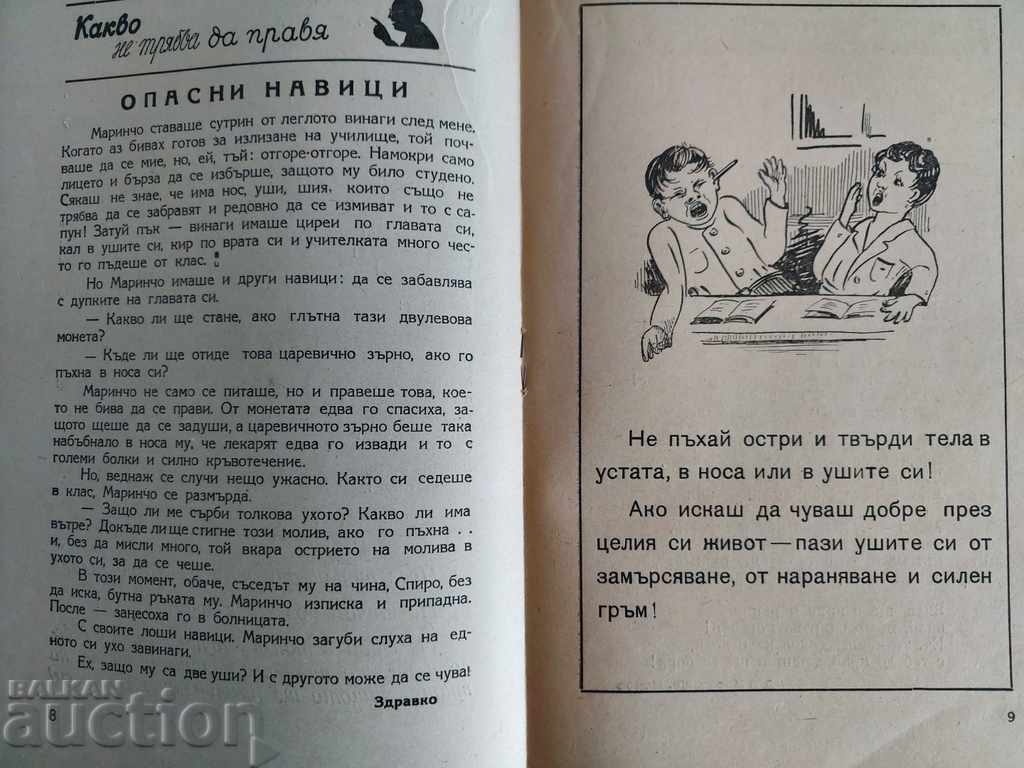 Какво
не трябва да правя
ОПАСНИ НАВИЦИ
Маринчо ставаше сутрин от леглото винаги след мене.
Когато аз бивах готов за излизане на училище, той поч-
ваше да се мие, но, ей, тъй: отгоре-отгоре. Намокри само
лицето и бърза да се избърше, защото му било студено.
Сякаш не знае, че има нос, уши, шия, които също не
трябва да се забравят и редовно да се измиват и то с са-
пун! Затуй пък — винаги имаше циреи по главата си,
кал в ушите си, кир по врата си и учителката много чес-
то го пъдеше от клас.
Но Маринчо имаше и други навици: да се забавлява
с дупките на главата си.
— Какво ли ще стане, ако глътна тази двулевова
монета?
— Къде ли ще отиде това царевично зърно, ако го
пъхна в носа си?
Маринчо не само се питаше, но и правеше това, кое-
то не бива да се прави. От монетата едва го спасиха, за-
щото щеше да се задуши, а царевичното зърно беше така
набъбнало в носа му, че лекарят едва го извади и то с
големи болки и силно кръвотечение.
Но, веднаж се случи нещо ужасно. Както си седеше
в клас, Маринчо се размърда.
— Защо ли ме сърби толкова ухото? Какво ли има
вътре? Докъде ли ще стигне този молив, ако го пъхна . .
и, без да мисли много, той вкара острието на молива в
ухото си, за да се чеше.
В този момент, обаче, съседът му на чина, Спиро, без
да иска, бутна ръката му. Маринчо изписка и припадна.
После — занесоха го в болницата.
С своите лоши навици. Маринчо загуби слуха на ед-
ното си ухо завинаги.
Ех, защо му са две уши? И с другото може да се чува!
Здравко
8
BALKAN
auction
Не пъхай остри и твърди тела в
устата, в носа или в ушите си!
Ако искаш да чуваш добре през
целия си живот — пази ушите си от
замърсяване, от нараняване и силен
гръм!
9